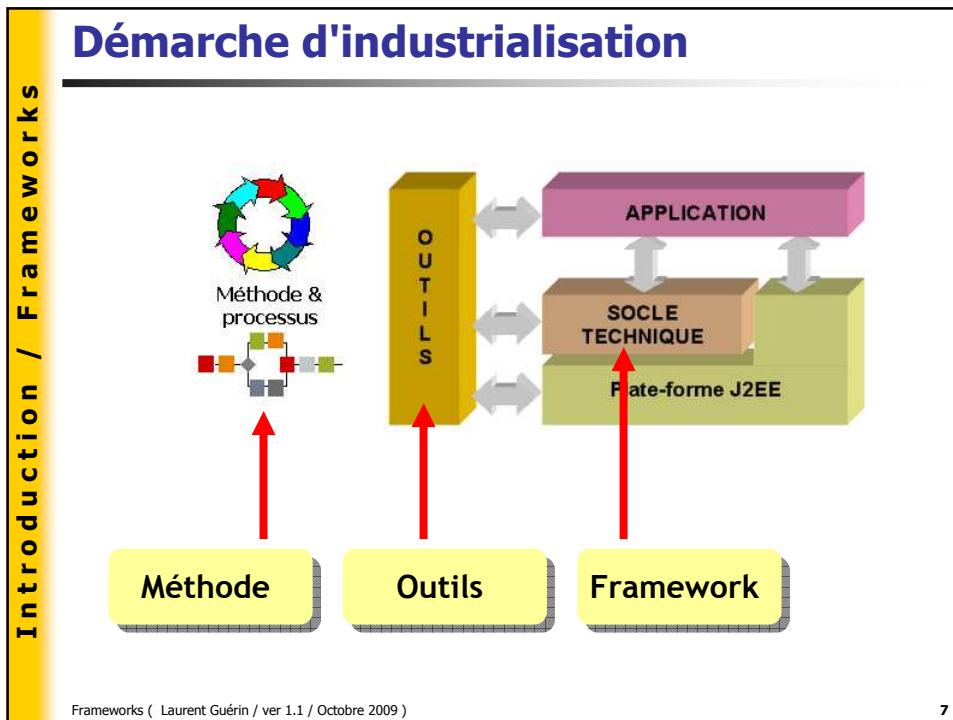 Démarche d'industrialisation
Introduction / Frameworks
Méthode &
processus
OUTILS
APPLICATION
SOCLE
TECHNIQUE
Plate-forme J2EE
Méthode
Outils
Framework
Frameworks ( Laurent Guérin / ver 1.1 / Octobre 2009 )
7